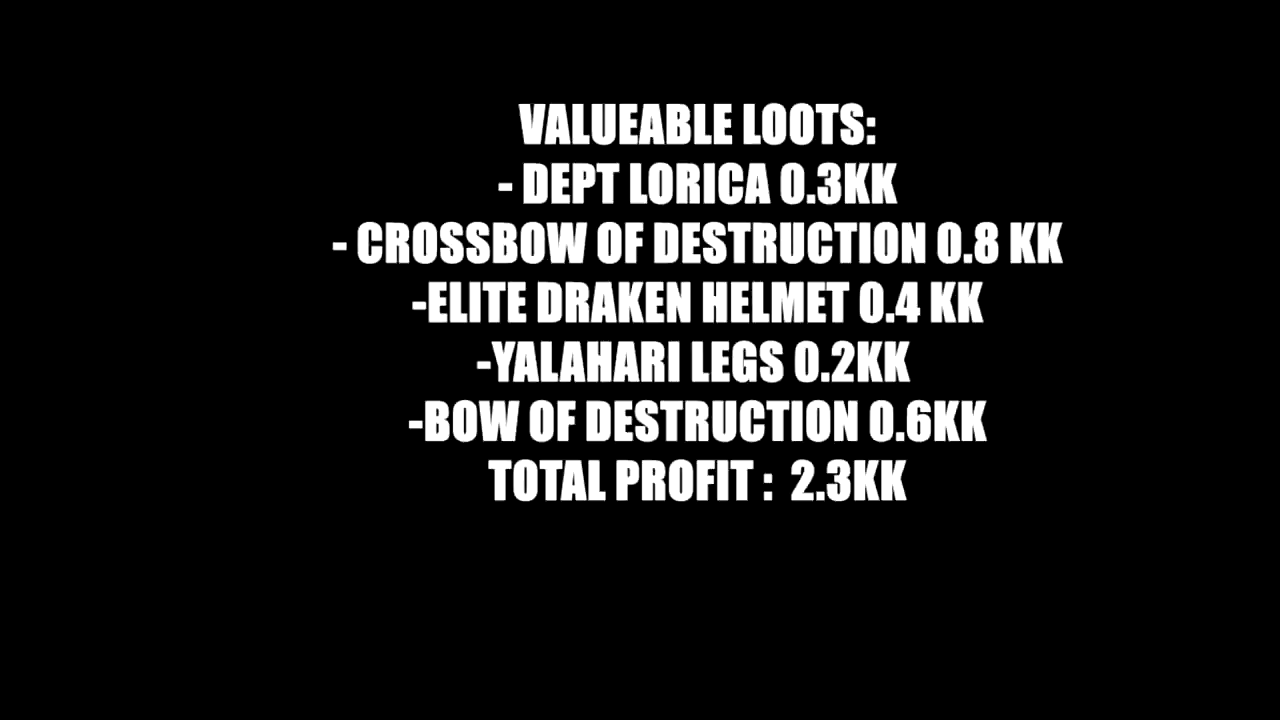 VALUEABLE LOOTS:
- DEPT LORICA 0.3KK
- CROSSBOW OF DESTRUCTION 0.8 KK
-ELITE DRAKEN HELMET 0.4 KK
-YALAHARI LEGS 0.2KK
-BOW OF DESTRUCTION 0.6KK
TOTAL PROFIT :  2.3KK